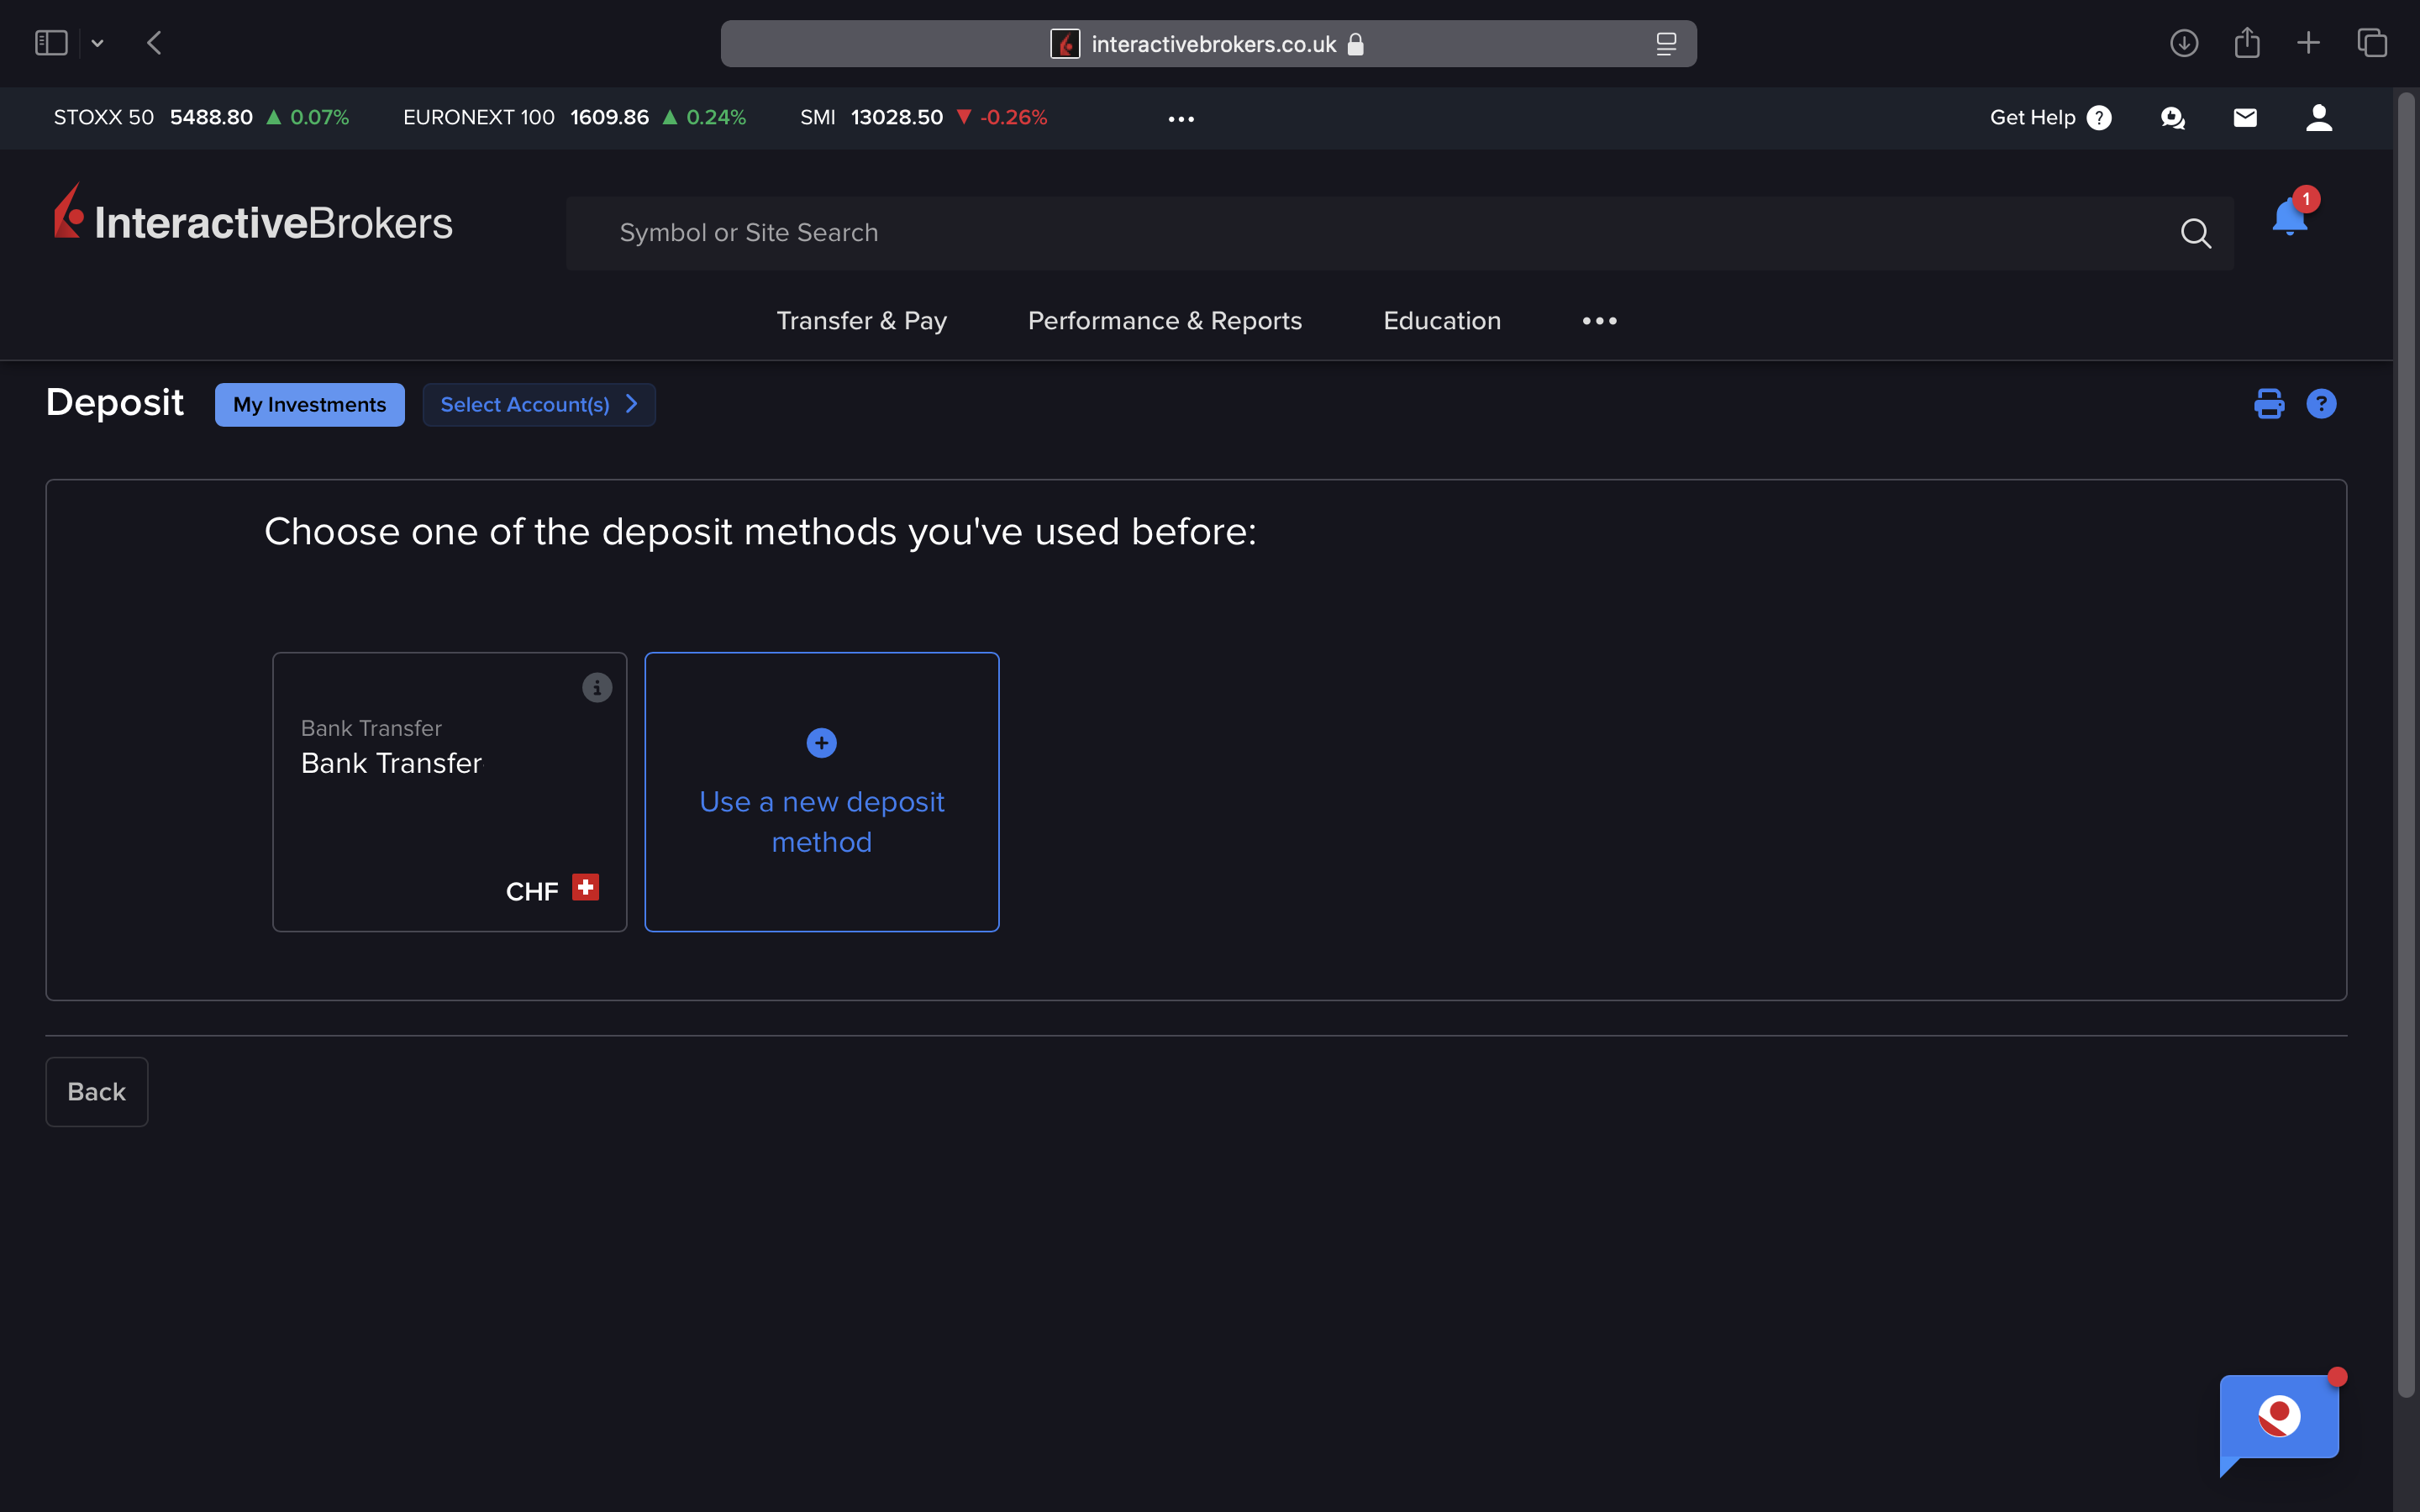 interactivebrokers.co.uk
STOXX 50 5488.80 ▲ 0.07% EURONEXT 100 1609.86 ▲ 0.24% SMI 13028.50 ▼ -0.26% ••• Get Help ?
InteractiveBrokers
Symbol or Site Search
1
Transfer & Pay Performance & Reports Education •••
Deposit My Investments Select Account(s) ?
Choose one of the deposit methods you've used before:
Bank Transfer
Bank Transfer
CHF
Use a new deposit
method
Back